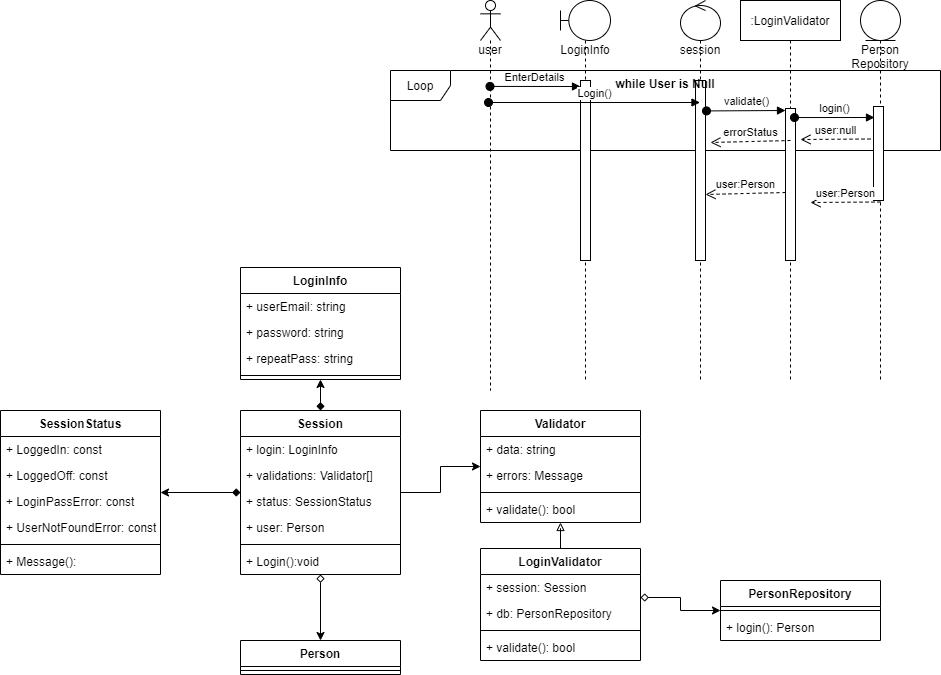 :LoginValidator
user
LoginInfo
session
Person
Repository
Loop
EnterDetails
while User is Null
Login()
validate()
login()
errorStatus
user:null
user:Person
user:Person
LoginInfo
+ userEmail: string
+ password: string
+ repeatPass: string
SessionStatus
+ LoggedIn: const
+ LoggedOff: const
+ LoginPassError: const
+ UserNotFoundError: const
+ Message():
Session
+ login: LoginInfo
+ validations: Validator[]
+ status: SessionStatus
+ user: Person
+ Login():void
Validator
+ data: string
+ errors: Message
+ validate(): bool
LoginValidator
+ session: Session
+ db: PersonRepository
+ validate(): bool
PersonRepository
+ login(): Person
Person